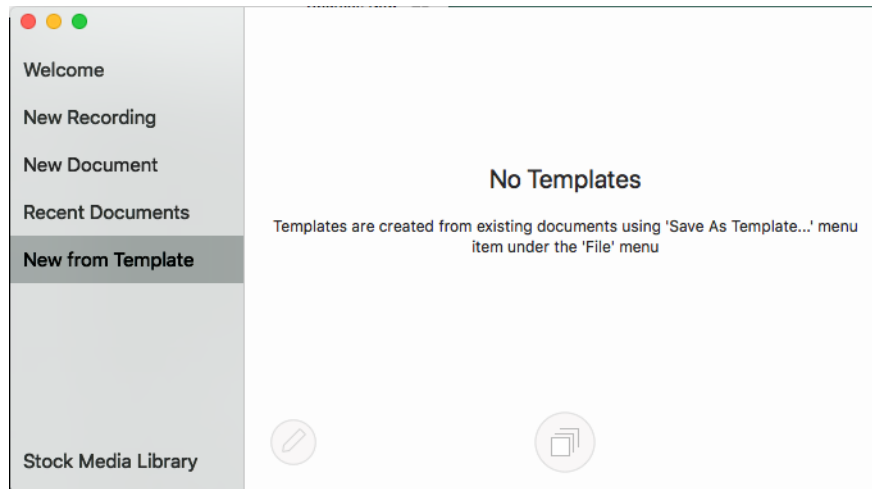 Welcome
New Recording
New Document
Recent Documents
New from Template
Stock Media Library
No Templates
Templates are created from existing documents using 'Save As Template...' menu
item under the 'File' menu